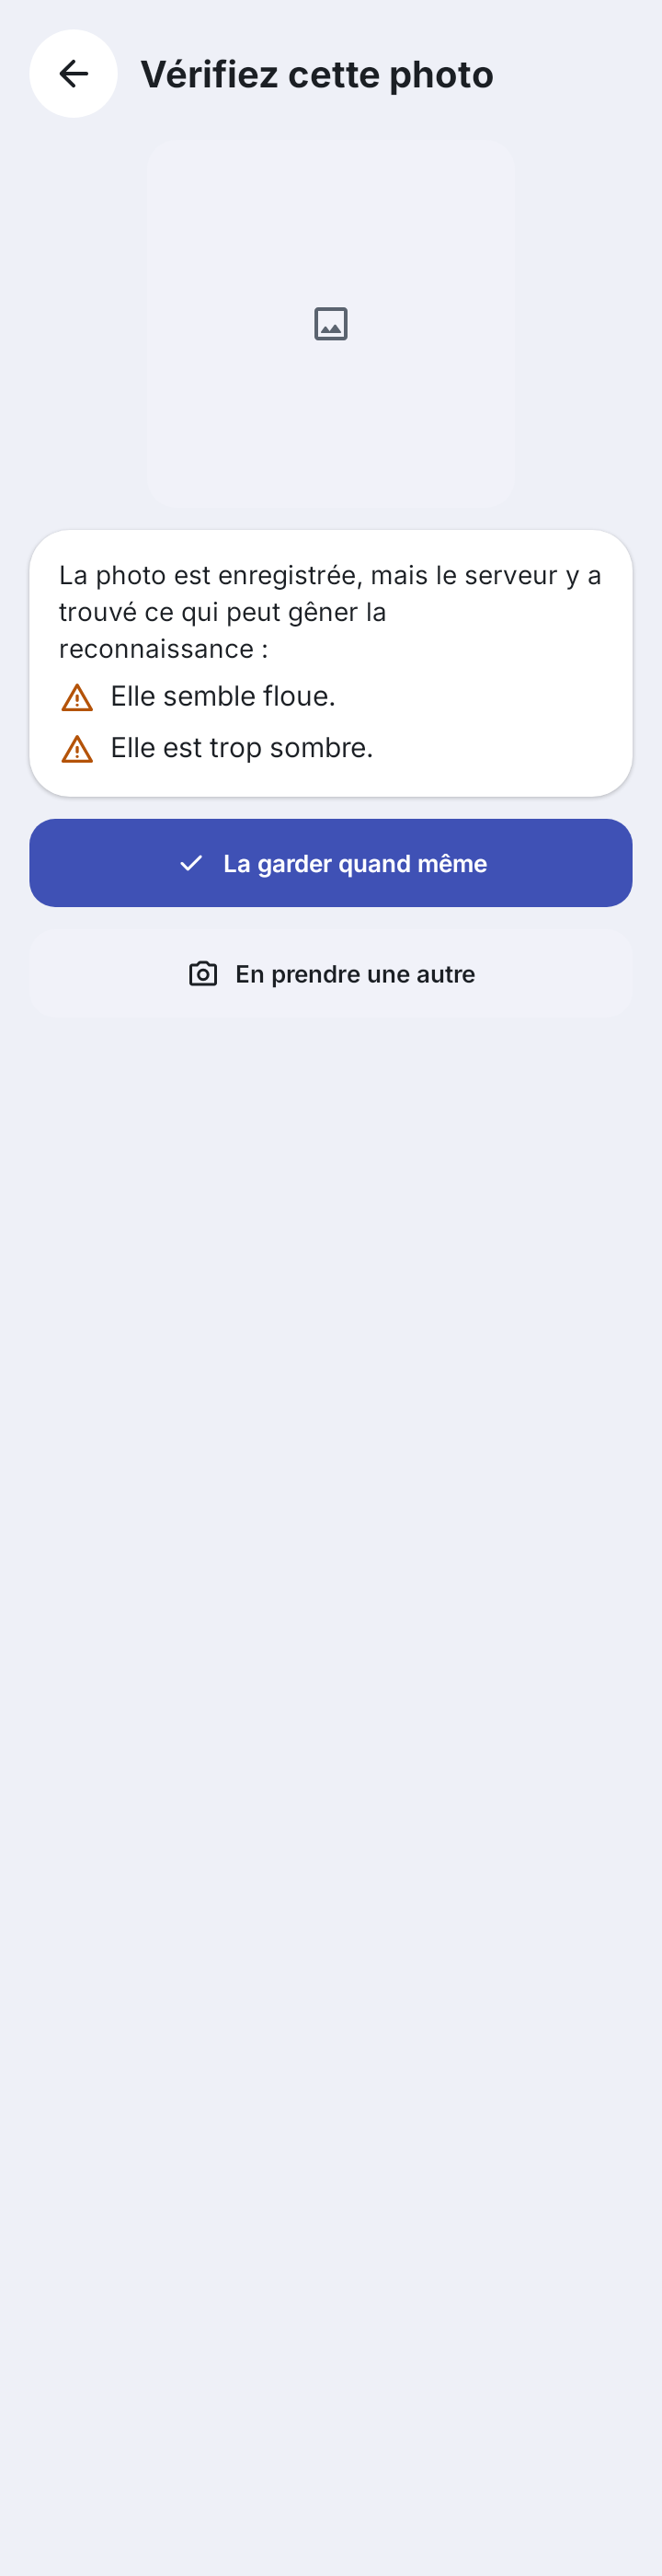 Vérifiez cette photo
La photo est enregistrée, mais le serveur y a
trouvé ce qui peut gêner la
reconnaissance :
Elle semble floue.
Elle est trop sombre.
La garder quand même
En prendre une autre